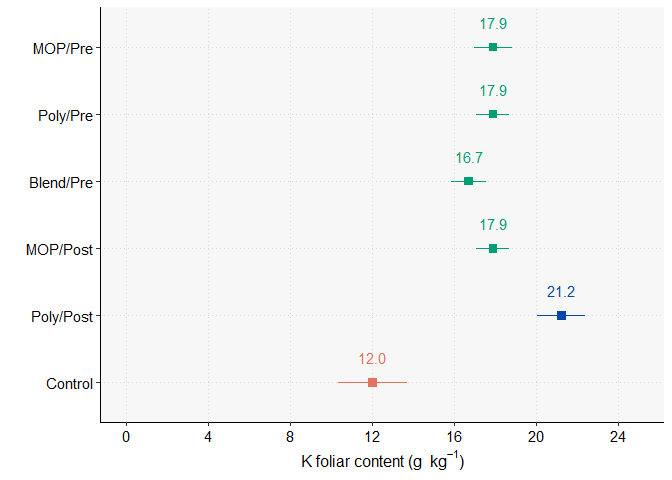 17.9
MOP/Pre
17.9
Poly/Pre
16.7
Blend/Pre
17.9
MOP/Post
21.2
Poly/Post
12.0
Control
0 4 8 12 16 20 24
K foliar content (g kg⁻¹)